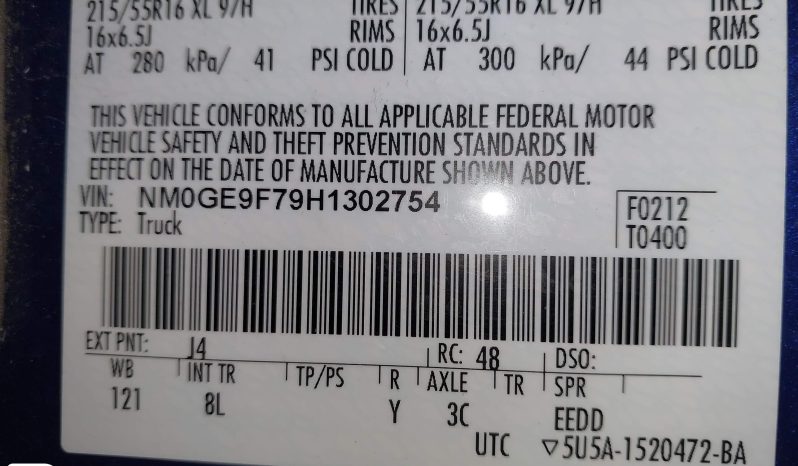 215/55R16 XL 97H TIRES 215/55R16 XL 97H TIRES
16x6.5J RIMS 16x6.5J RIMS
AT 280 kPa/ 41 PSI COLD AT 300 kPa/ 44 PSI COLD
THIS VEHICLE CONFORMS TO ALL APPLICABLE FEDERAL MOTOR
VEHICLE SAFETY AND THEFT PREVENTION STANDARDS IN
EFFECT ON THE DATE OF MANUFACTURE SHOWN ABOVE.
VIN: NM0GE9F79H1302754
TYPE: Truck
F0212
T0400
EXT PNT: J4 RC: 48 DSO:
WB INT TR TP/PS R AXLE TR SPR
121 8L Y 3C EEDD
UTC ▽5U5A-1520472-BA